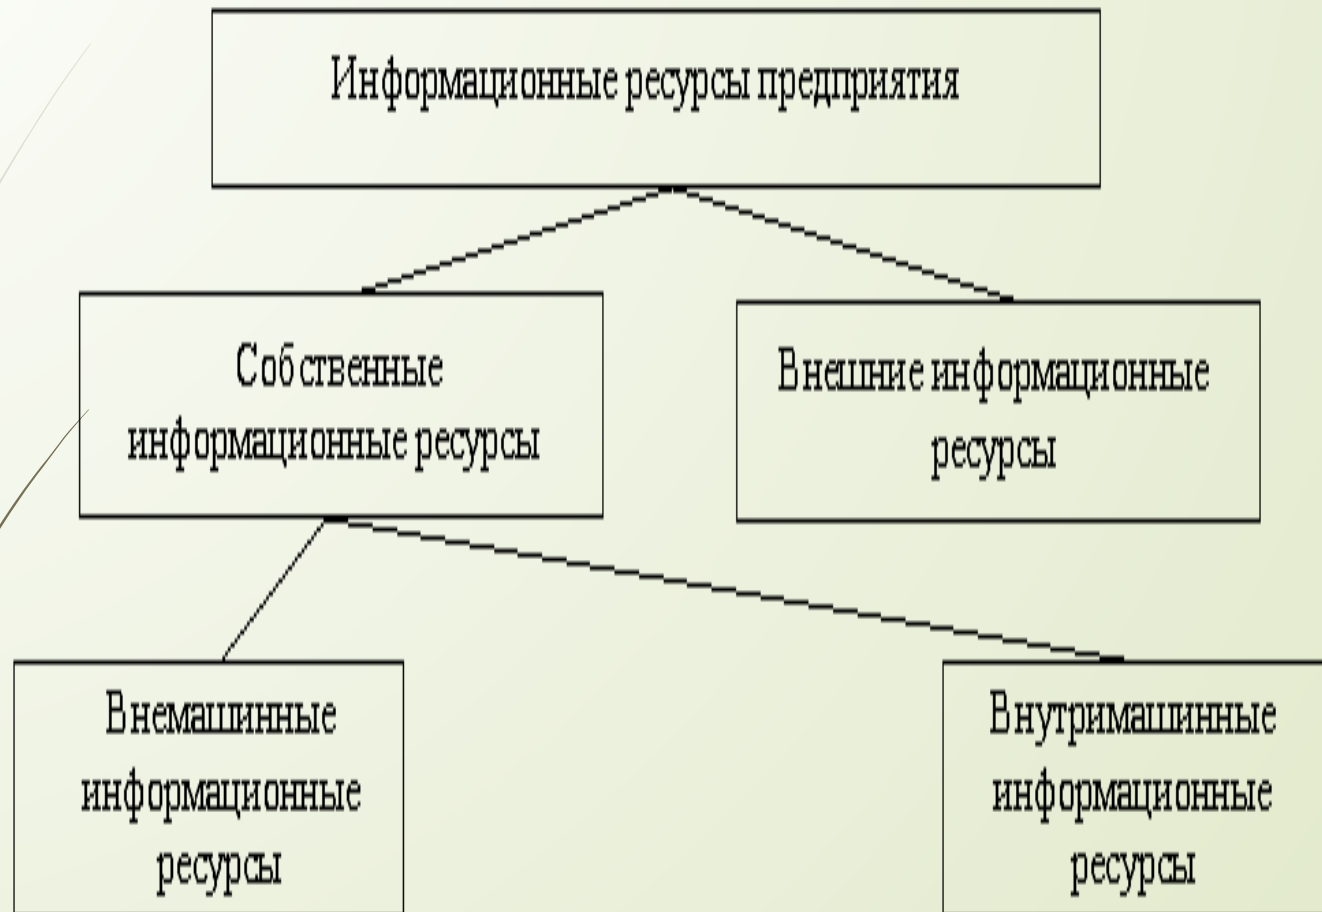 Информационные ресурсы предприятия
Собственные
информационные ресурсы
Внешние информационные
ресурсы
Внемашинные
информационные
ресурсы
Внутримашинные
информационные
ресурсы